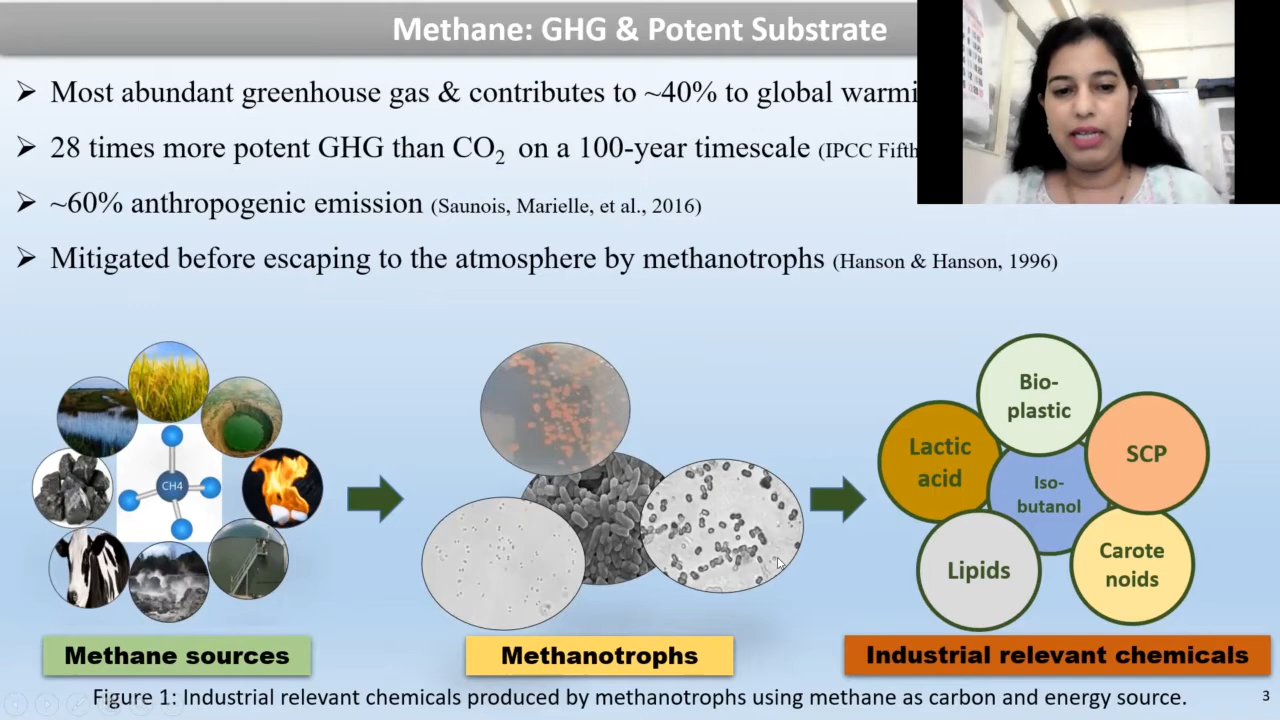 Methane: GHG & Potent Substrate
➢ Most abundant greenhouse gas & contributes to ~40% to global warmi
➢ 28 times more potent GHG than CO₂ on a 100-year timescale (IPCC Fifth
➢ ~60% anthropogenic emission (Saunois, Marielle, et al., 2016)
➢ Mitigated before escaping to the atmosphere by methanotrophs (Hanson & Hanson, 1996)
CH4
Bio-
plastic
Lactic
acid
SCP
Iso-
butanol
Lipids
Carote
noids
Methane sources
Methanotrophs
Industrial relevant chemicals
Figure 1: Industrial relevant chemicals produced by methanotrophs using methane as carbon and energy source.
3